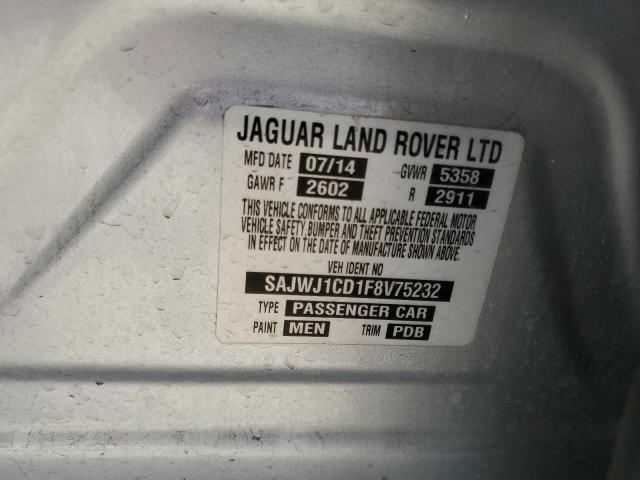 JAGUAR LAND ROVER LTD
MFD DATE 07/14 GVWR 5358
GAWR F 2602 R 2911
THIS VEHICLE CONFORMS TO ALL APPLICABLE FEDERAL MOTOR
VEHICLE SAFETY, BUMPER AND THEFT PREVENTION STANDARDS
IN EFFECT ON THE DATE OF MANUFACTURE SHOWN ABOVE.
VEH IDENT NO
SAJWJ1CD1F8V75232
TYPE PASSENGER CAR
PAINT MEN TRIM PDB